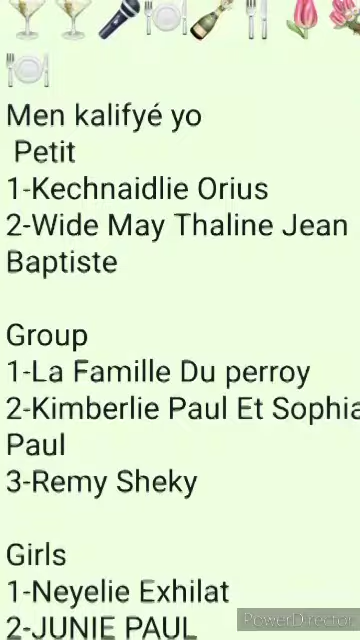 Men kalifyé yo
Petit
1-Kechnaidlie Orius
2-Wide May Thaline Jean
Baptiste
Group
1-La Famille Du perroy
2-Kimberlie Paul Et Sophia
Paul
3-Remy Sheky
Girls
1-Neyelie Exhilat
2-JUNIE PAUL
PowerDirector